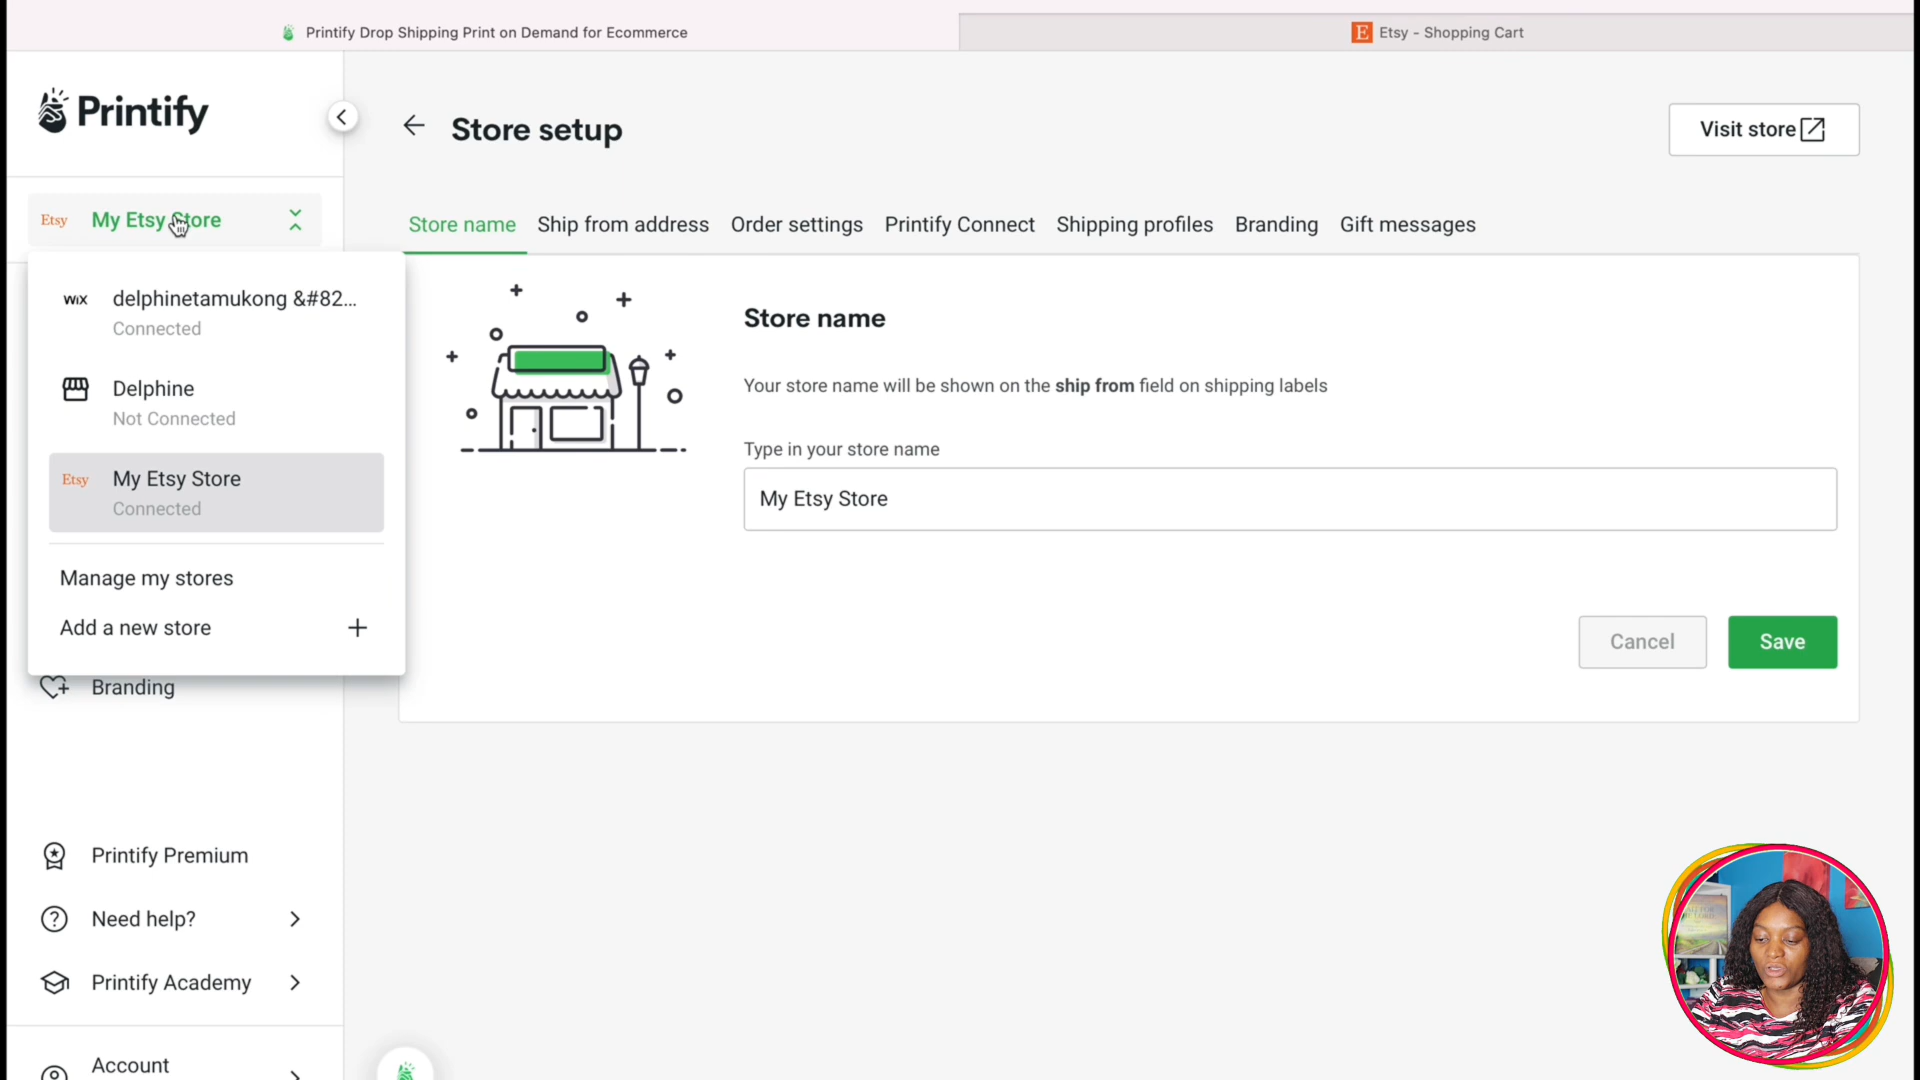 Printify Drop Shipping Print on Demand for Ecommerce
E Etsy - Shopping Cart
Printify
Store setup
Visit store
Etsy My Etsy Store
Store name Ship from address Order settings Printify Connect Shipping profiles Branding Gift messages
WiX delphinetamukong &#82...
Connected
Delphine
Not Connected
Etsy My Etsy Store
Connected
Manage my stores
Add a new store
Branding
Store name
Your store name will be shown on the ship from field on shipping labels
Type in your store name
My Etsy Store
Cancel Save
Printify Premium
Need help?
Printify Academy
Account